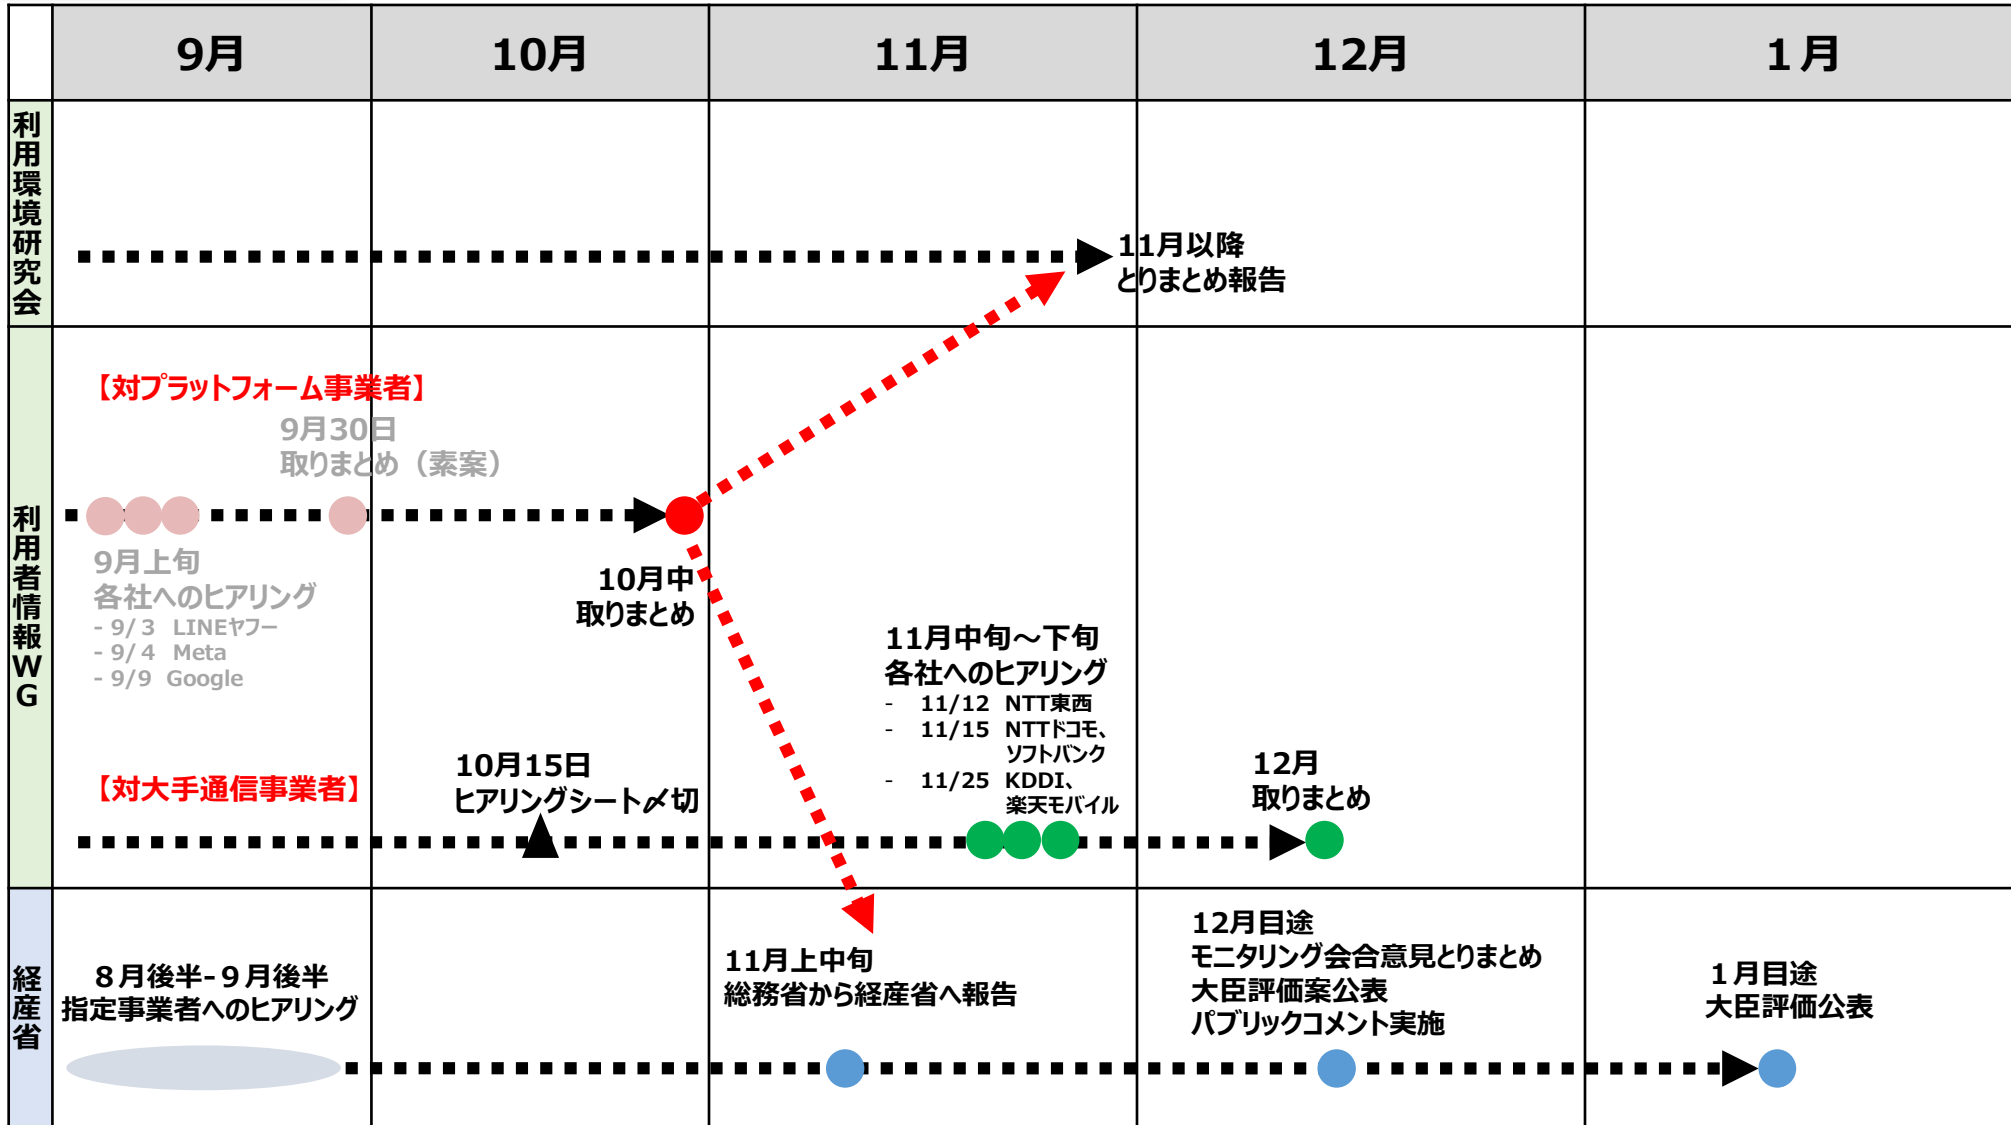 9月
10月
11月
12月
1月
利用環境研究会
11月以降
とりまとめ報告
利用者情報WG
【対プラットフォーム事業者】
9月30日
取りまとめ（素案）
9月上旬
各社へのヒアリング
- 9/3 LINEヤフー
- 9/4 Meta
- 9/9 Google
10月中
取りまとめ
11月中旬～下旬
各社へのヒアリング
- 11/12 NTT東西
- 11/15 NTTドコモ、
ソフトバンク
- 11/25 KDDI、
楽天モバイル
【対大手通信事業者】
10月15日
ヒアリングシート〆切
12月
取りまとめ
経産省
８月後半-９月後半
指定事業者へのヒアリング
11月上中旬
総務省から経産省へ報告
12月目途
モニタリング会合意見とりまとめ
大臣評価案公表
パブリックコメント実施
１月目途
大臣評価公表